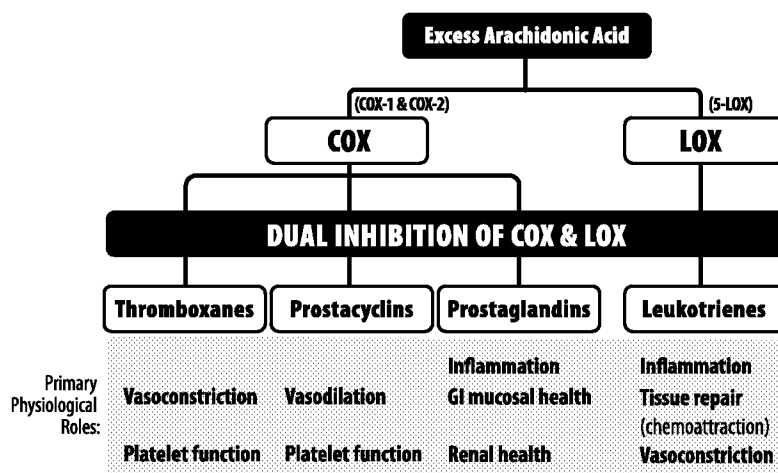 Excess Arachidonic Acid
(COX-1 & COX-2)
(5-LOX)
COX
LOX
DUAL INHIBITION OF COX & LOX
Thromboxanes
Prostacyclins
Prostaglandins
Leukotrienes
Primary
Physiological
Roles:
Vasoconstriction
Platelet function
Vasodilation
Platelet function
Inflammation
GI mucosal health
Renal health
Inflammation
Tissue repair
(chemoattraction)
Vasoconstriction